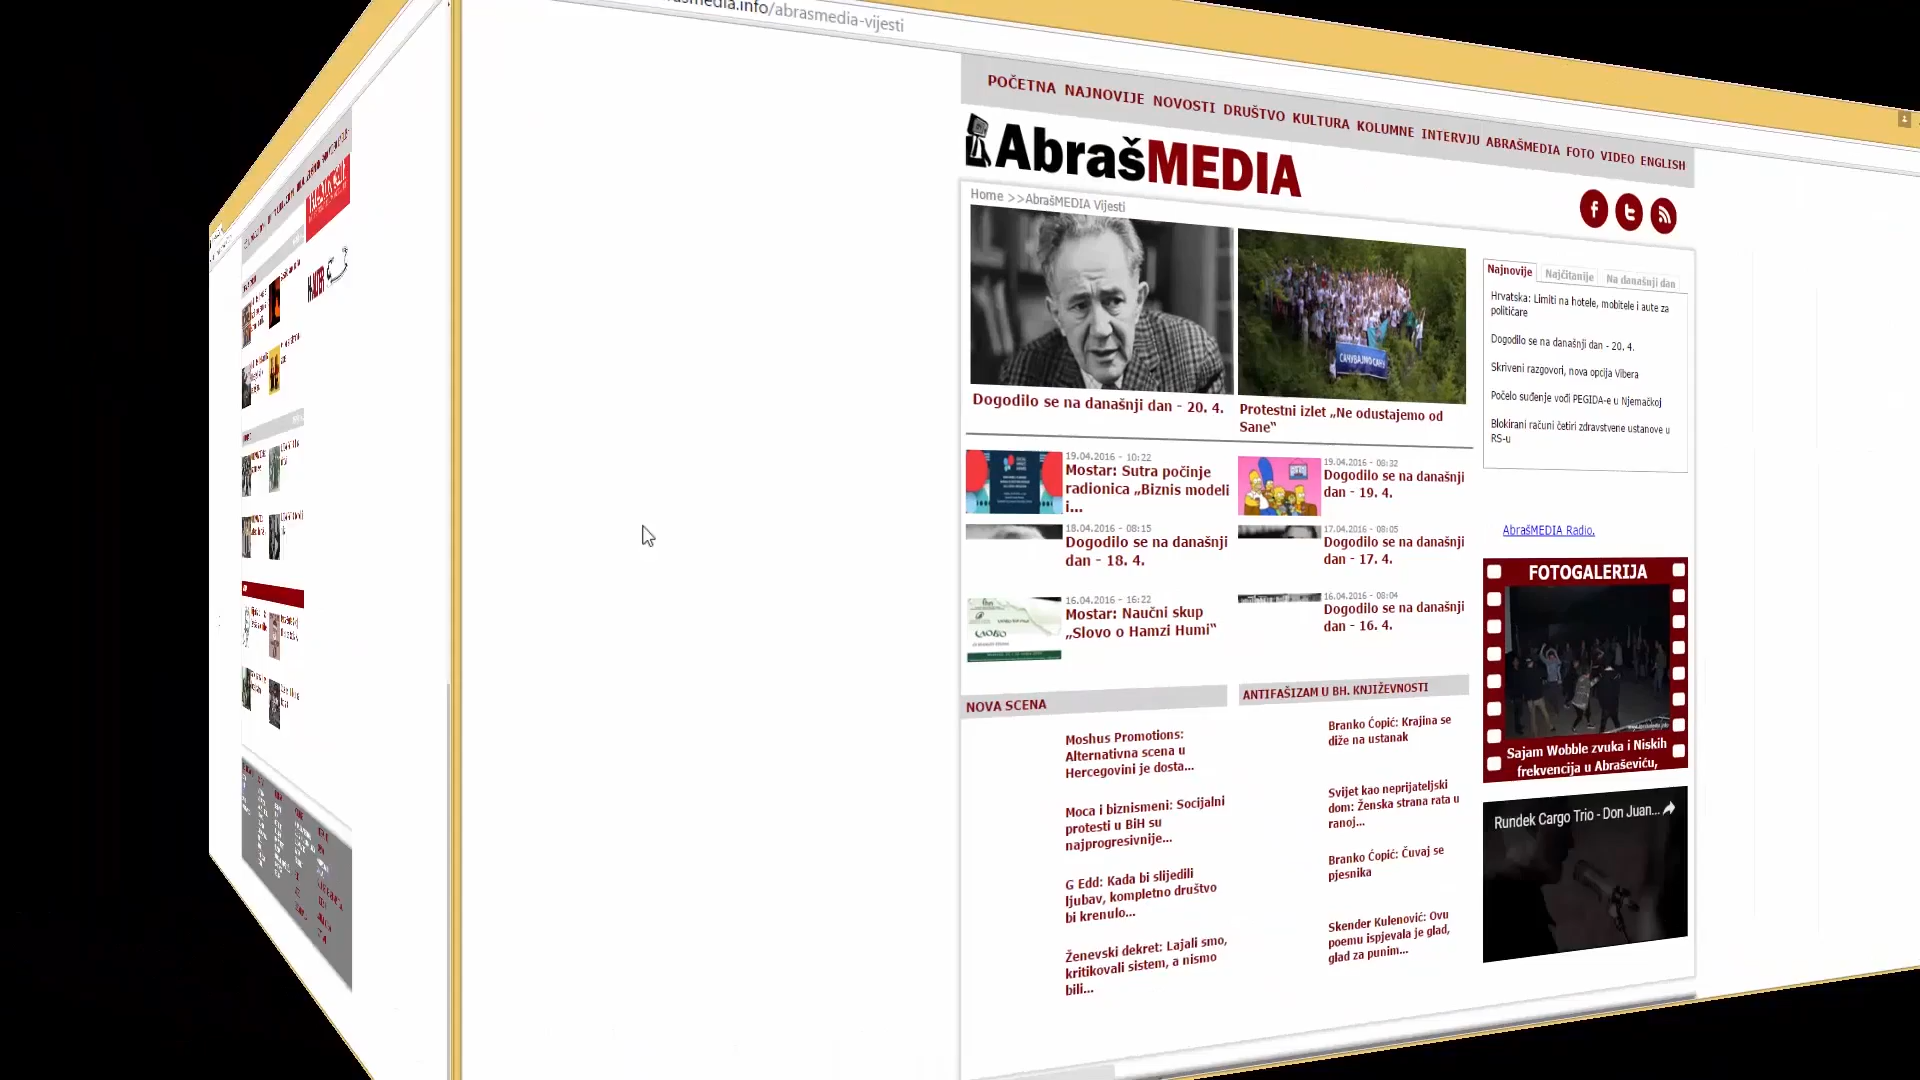 asmedia.info/abrasmedia-vijesti
POČETNA NAJNOVIJE NOVOSTI DRUŠTVO KULTURA KOLUMNE INTERVJU ABRAŠMEDIA FOTO VIDEO ENGLISH
AbrašMEDIA
Home >>AbrašMEDIA Vijesti
Dogodilo se na današnji dan - 20. 4.
САЧУВАЈМО САНУ
Protestni izlet „Ne odustajemo od
Sane“
19.04.2016 - 10:22
Mostar: Sutra počinje
radionica „Biznis modeli
i...
19.04.2016 - 08:32
Dogodilo se na današnji
dan - 19. 4.
18.04.2016 - 08:15
Dogodilo se na današnji
dan - 18. 4.
17.04.2016 - 08:05
Dogodilo se na današnji
dan - 17. 4.
16.04.2016 - 16:22
Mostar: Naučni skup
„Slovo o Hamzi Humi“
16.04.2016 - 08:04
Dogodilo se na današnji
dan - 16. 4.
NOVA SCENA
Moshus Promotions:
Alternativna scena u
Hercegovini je dosta...
Moca i biznismeni: Socijalni
protesti u BiH su
najprogresivnije...
G Edd: Kada bi slijedili
ljubav, kompletno društvo
bi krenulo...
Ženevski dekret: Lajali smo,
kritikovali sistem, a nismo
bili...
ANTIFAŠIZAM U BH. KNJIŽEVNOSTI
Branko Ćopić: Krajina se
diže na ustanak
Svijet kao neprijateljski
dom: Ženska strana rata u
ranoj...
Branko Ćopić: Čuvaj se
pjesnika
Skender Kulenović: Ovu
poemu ispjevala je glad,
glad za punim...
Najnovije Najčitanije Na današnji dan
Hrvatska: Limiti na hotele, mobitele i aute za
političare
Dogodilo se na današnji dan - 20. 4.
Skriveni razgovori, nova opcija Vibera
Počelo suđenje vođi PEGIDA-e u Njemačkoj
Blokirani računi četiri zdravstvene ustanove u
RS-u
AbrašMEDIA Radio.
FOTOGALERIJA
Sajam Wobble zvuka i Niskih
frekvencija u Abraševiću,
Rundek Cargo Trio - Don Juan...